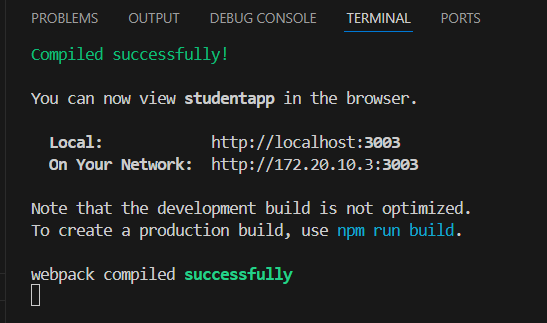 PROBLEMS OUTPUT DEBUG CONSOLE TERMINAL PORTS
Compiled successfully!
You can now view studentapp in the browser.
Local: http://localhost:3003
On Your Network: http://172.20.10.3:3003
Note that the development build is not optimized.
To create a production build, use npm run build.
webpack compiled successfully